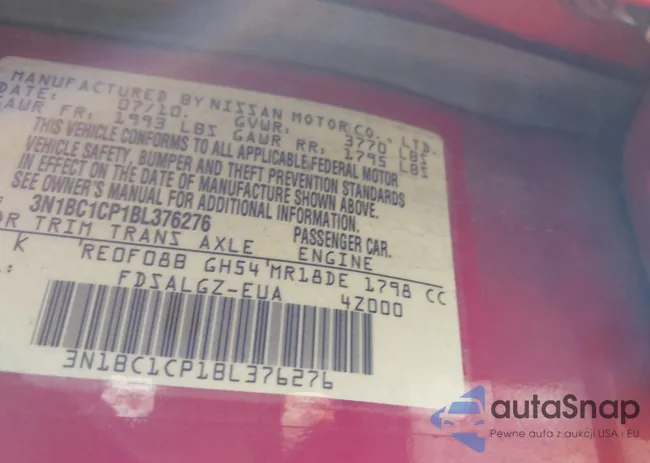 MANUFACTURED BY NISSAN MOTOR CO., LTD.
DATE: 07/10. GVWR: 3770 LBS
GAWR FR: 1993 LBS GAWR RR: 1795 LBS
THIS VEHICLE CONFORMS TO ALL APPLICABLE FEDERAL MOTOR
VEHICLE SAFETY, BUMPER AND THEFT PREVENTION STANDARDS
IN EFFECT ON THE DATE OF MANUFACTURE SHOWN ABOVE.
SEE OWNER'S MANUAL FOR ADDITIONAL INFORMATION.
3N1BC1CP1BL376276 PASSENGER CAR.
OR TRIM TRANS AXLE ENGINE
K RE0F08B GH54 MR18DE 1798 CC
FDSALGZ-EUA 4Z000
3N1BC1CP1BL376276
autaSnap
Pewne auta z aukcji USA i EU